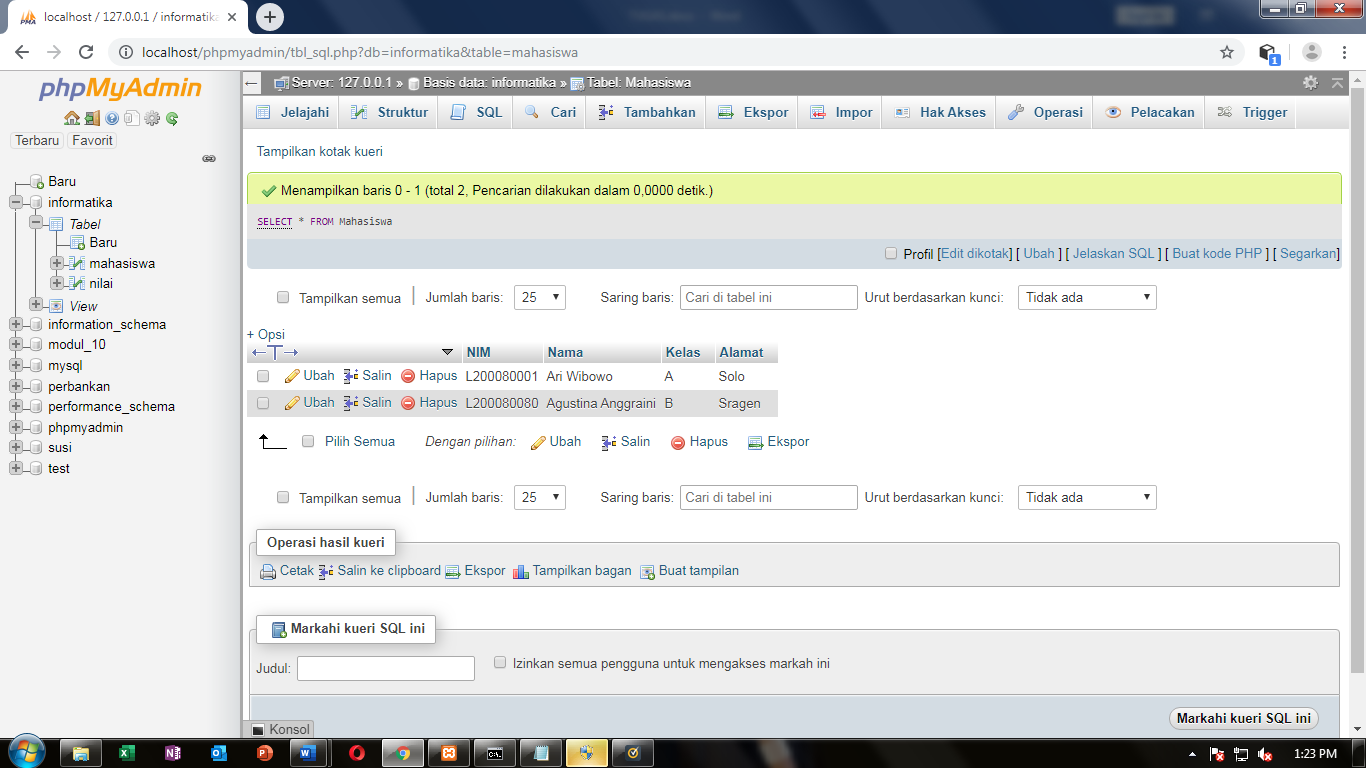 localhost / 127.0.0.1 / informatika
localhost/phpmyadmin/tbl_sql.php?db=informatika&table=mahasiswa
1
phpMyAdmin
Terbaru Favorit
Baru
informatika
Tabel
Baru
mahasiswa
nilai
View
information_schema
modul_10
mysql
perbankan
performance_schema
phpmyadmin
susi
test
Server: 127.0.0.1 » Basis data: informatika » Tabel: Mahasiswa
Jelajahi Struktur SQL Cari Tambahkan Ekspor Impor Hak Akses Operasi Pelacakan Trigger
Tampilkan kotak kueri
Menampilkan baris 0 - 1 (total 2, Pencarian dilakukan dalam 0,0000 detik.)
SELECT * FROM Mahasiswa
Profil [Edit dikotak] [ Ubah ] [ Jelaskan SQL ] [ Buat kode PHP ] [ Segarkan]
Tampilkan semua | Jumlah baris: 25 Saring baris: Cari di tabel ini Urut berdasarkan kunci: Tidak ada
+ Opsi
←T→ NIM Nama Kelas Alamat
Ubah Salin Hapus L200080001 Ari Wibowo A Solo
Ubah Salin Hapus L200080080 Agustina Anggraini B Sragen
Pilih Semua Dengan pilihan: Ubah Salin Hapus Ekspor
Tampilkan semua | Jumlah baris: 25 Saring baris: Cari di tabel ini Urut berdasarkan kunci: Tidak ada
Operasi hasil kueri
Cetak Salin ke clipboard Ekspor Tampilkan bagan Buat tampilan
Markahi kueri SQL ini
Judul: Izinkan semua pengguna untuk mengakses markah ini
Markahi kueri SQL ini
Konsol
1:23 PM